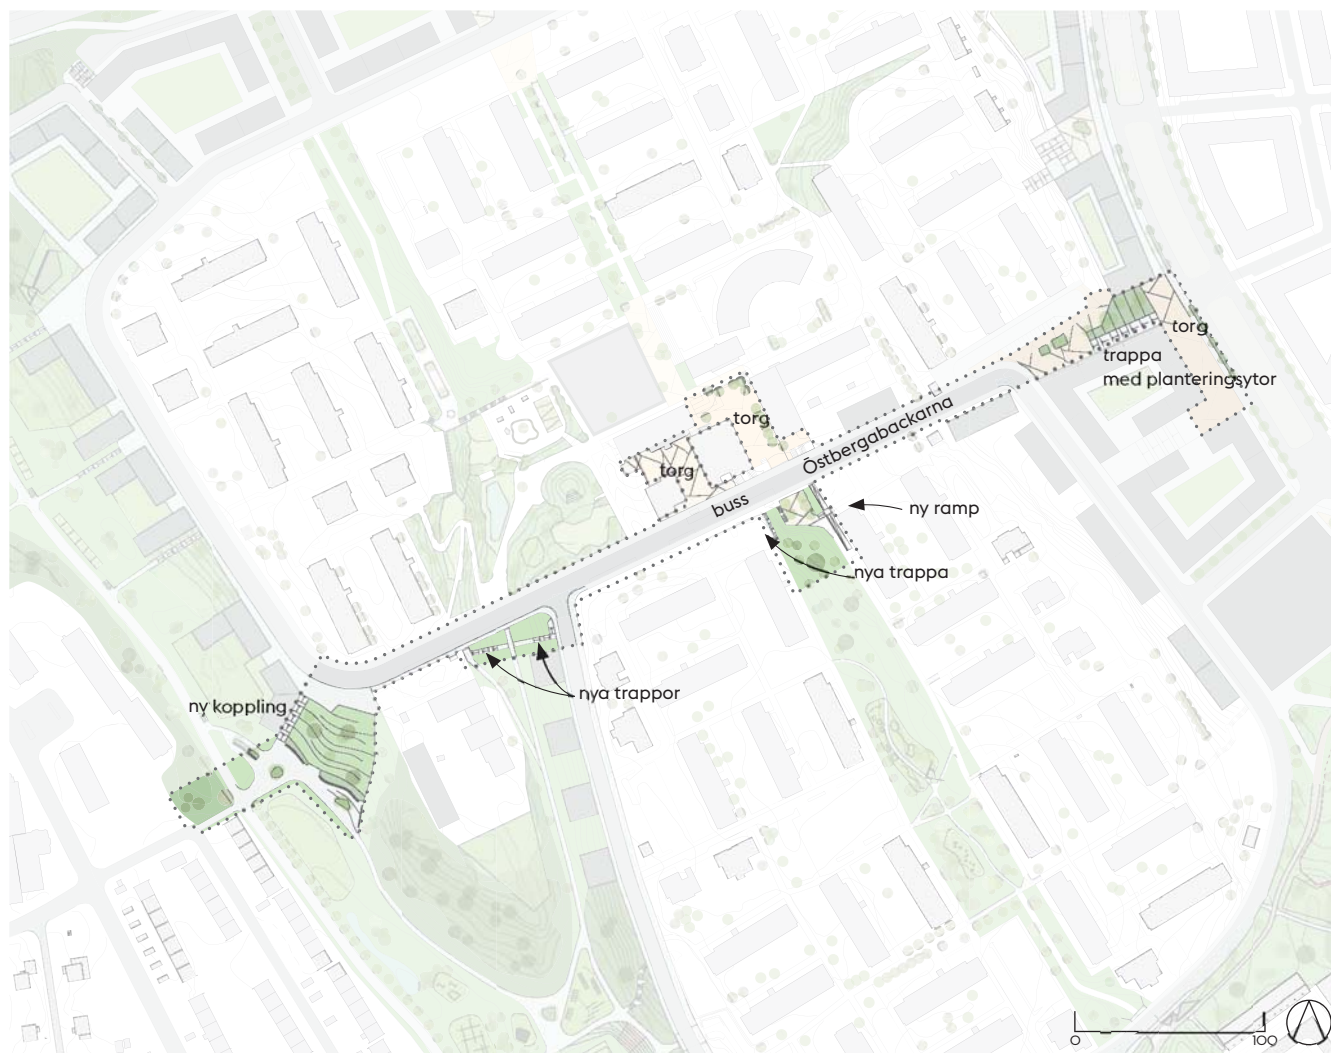 torg
trappa
med planteringsytor
Östbergabackarna
torg
torg
buss
ny ramp
nya trappa
nya trappor
ny koppling
0
100